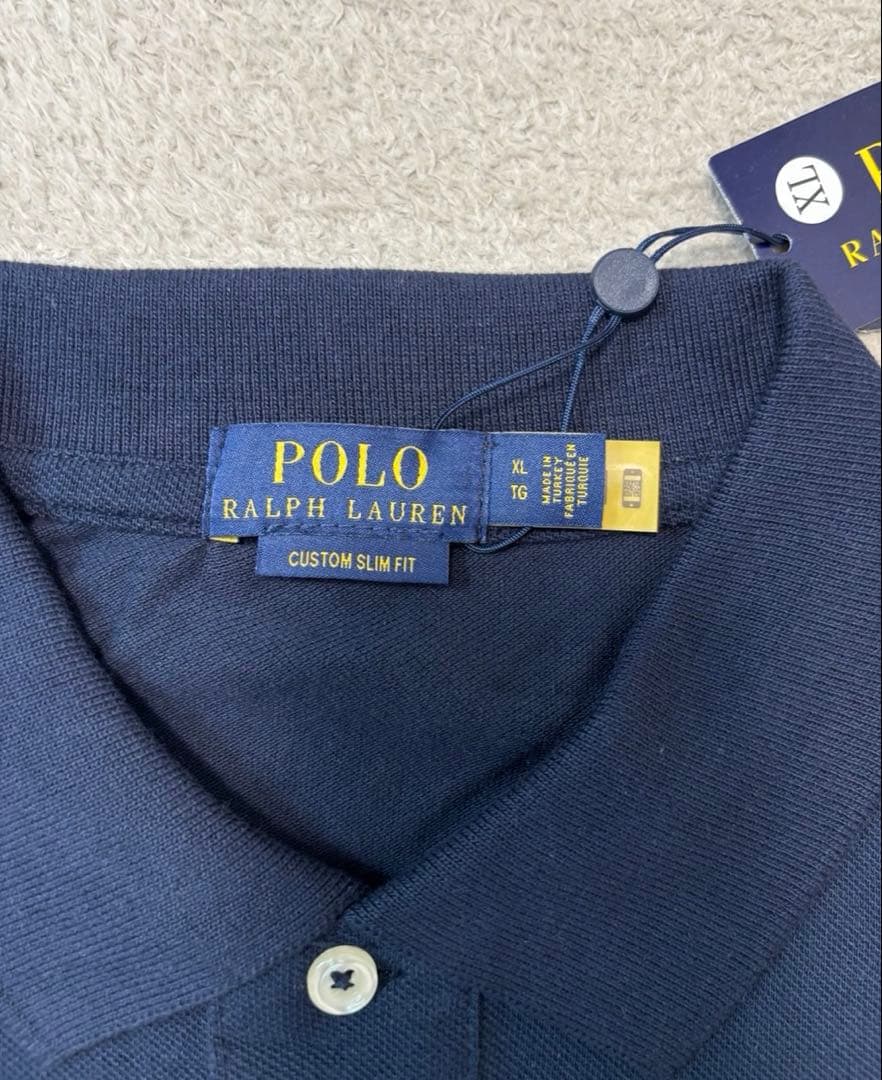 XL
RA
POLO
RALPH LAUREN
CUSTOM SLIM FIT
XL
TG
MADE IN
TURKEY
FABRIQUÉ EN
TURQUIE